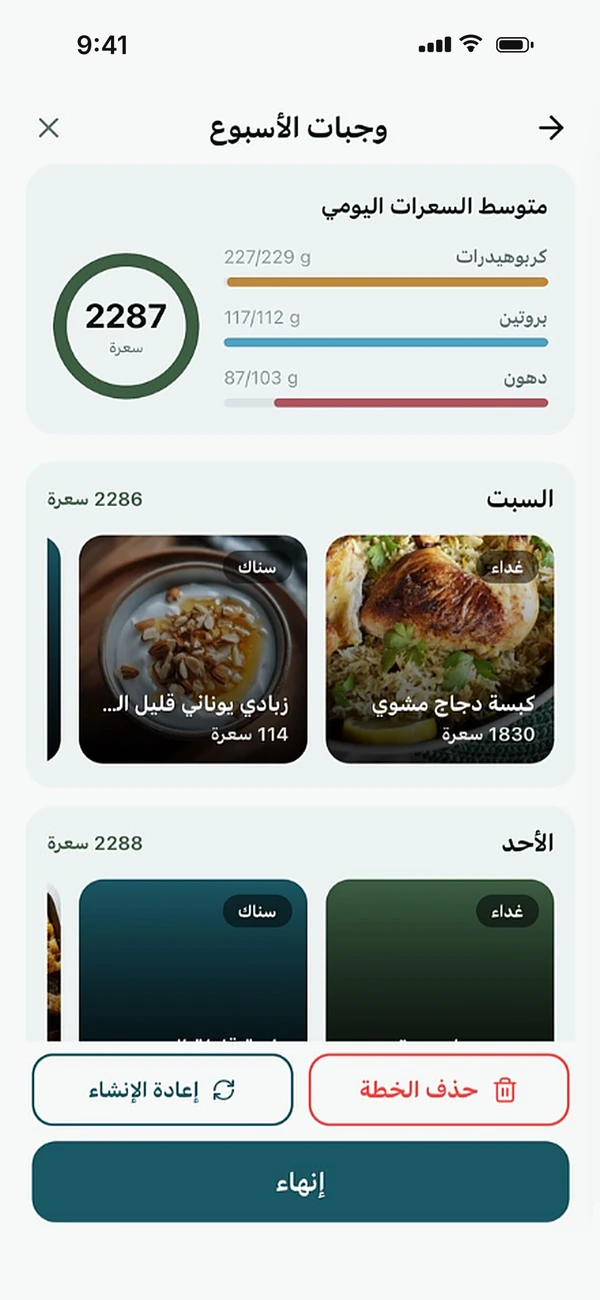 9:41
وجبات الأسبوع
متوسط السعرات اليومي
كربوهيدرات 227/229 g
بروتين 117/112 g
دهون 87/103 g
2287
سعرة
السبت 2286 سعرة
غداء
كبسة دجاج مشوي
1830 سعرة
سناك
زبادي يوناني قليل الـ...
114 سعرة
الأحد 2288 سعرة
غداء
سناك
حذف الخطة
إعادة الإنشاء
إنهاء